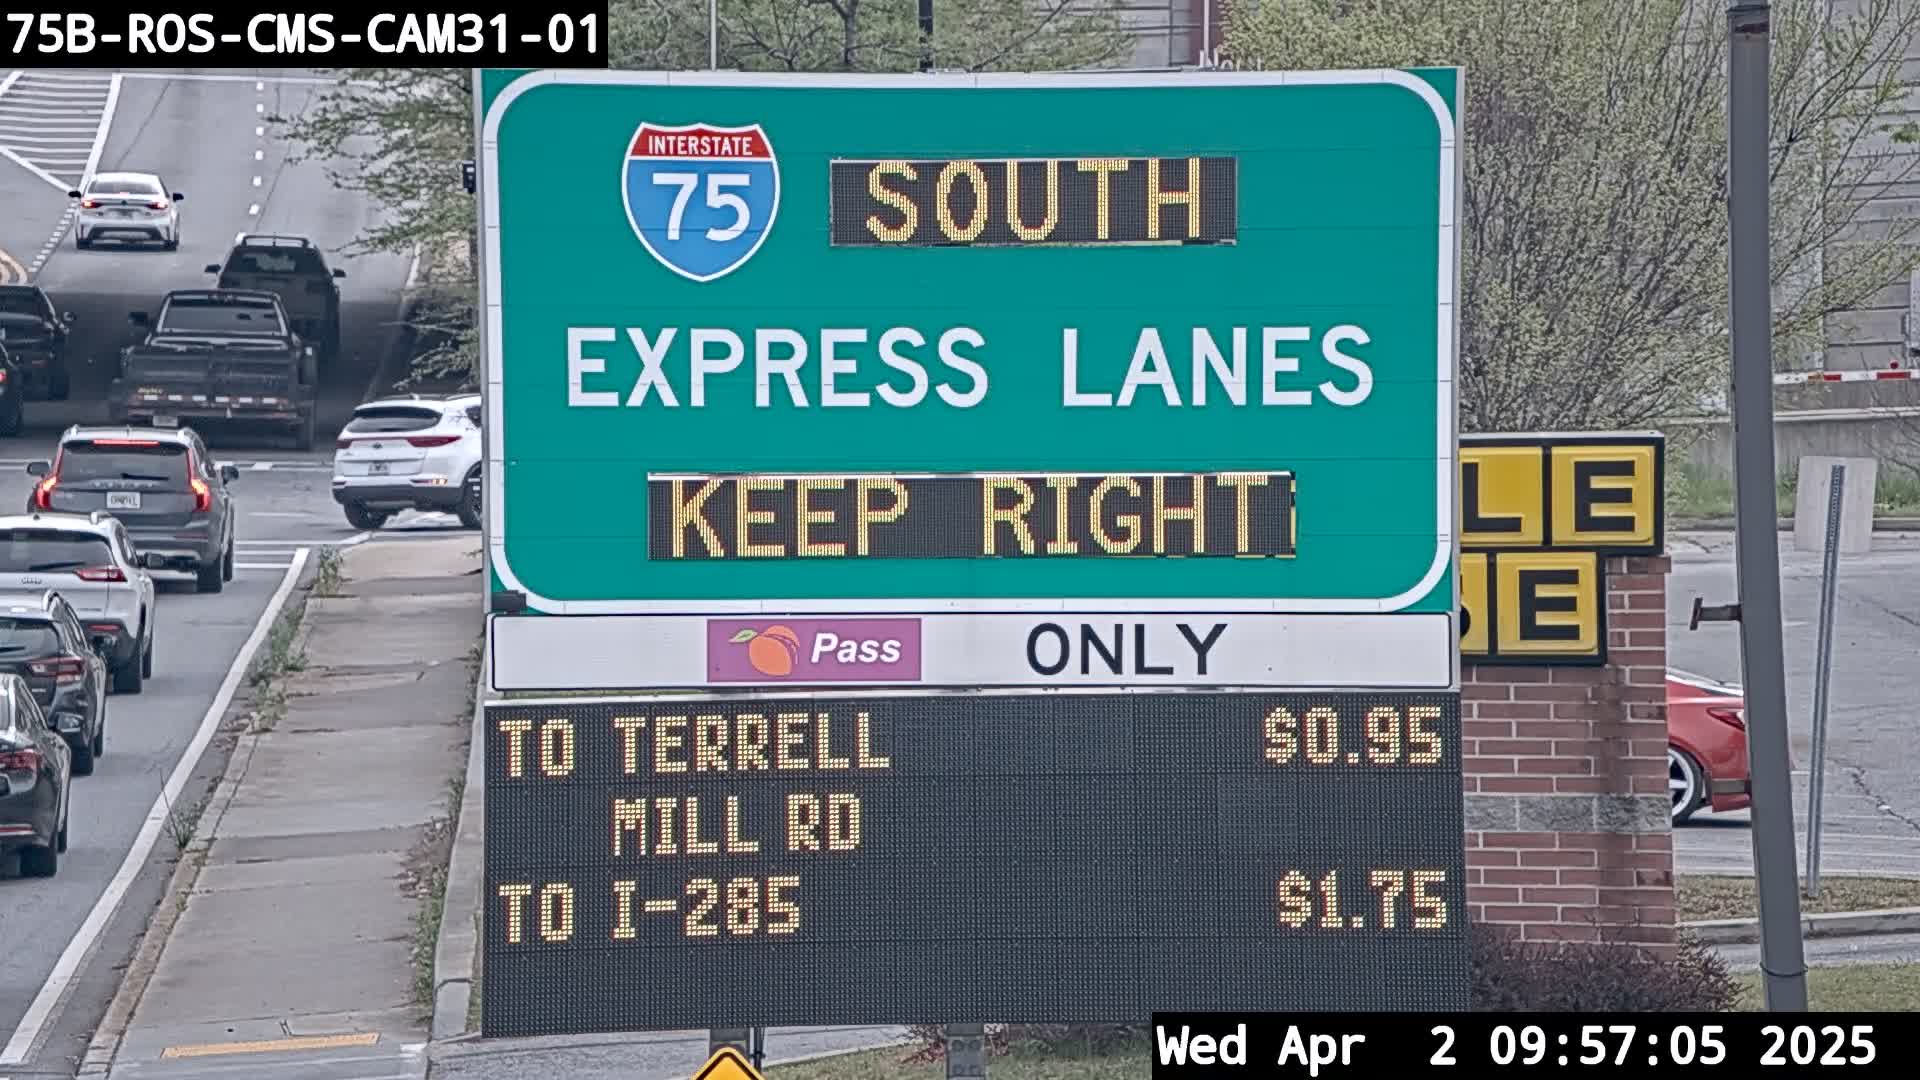 75B-ROS-CMS-CAM31-01
INTERSTATE
75
SOUTH
EXPRESS LANES
KEEP RIGHT
Pass ONLY
TO TERRELL $0.95
MILL RD
TO I-285 $1.75
LE
E
Wed Apr 2 09:57:05 2025